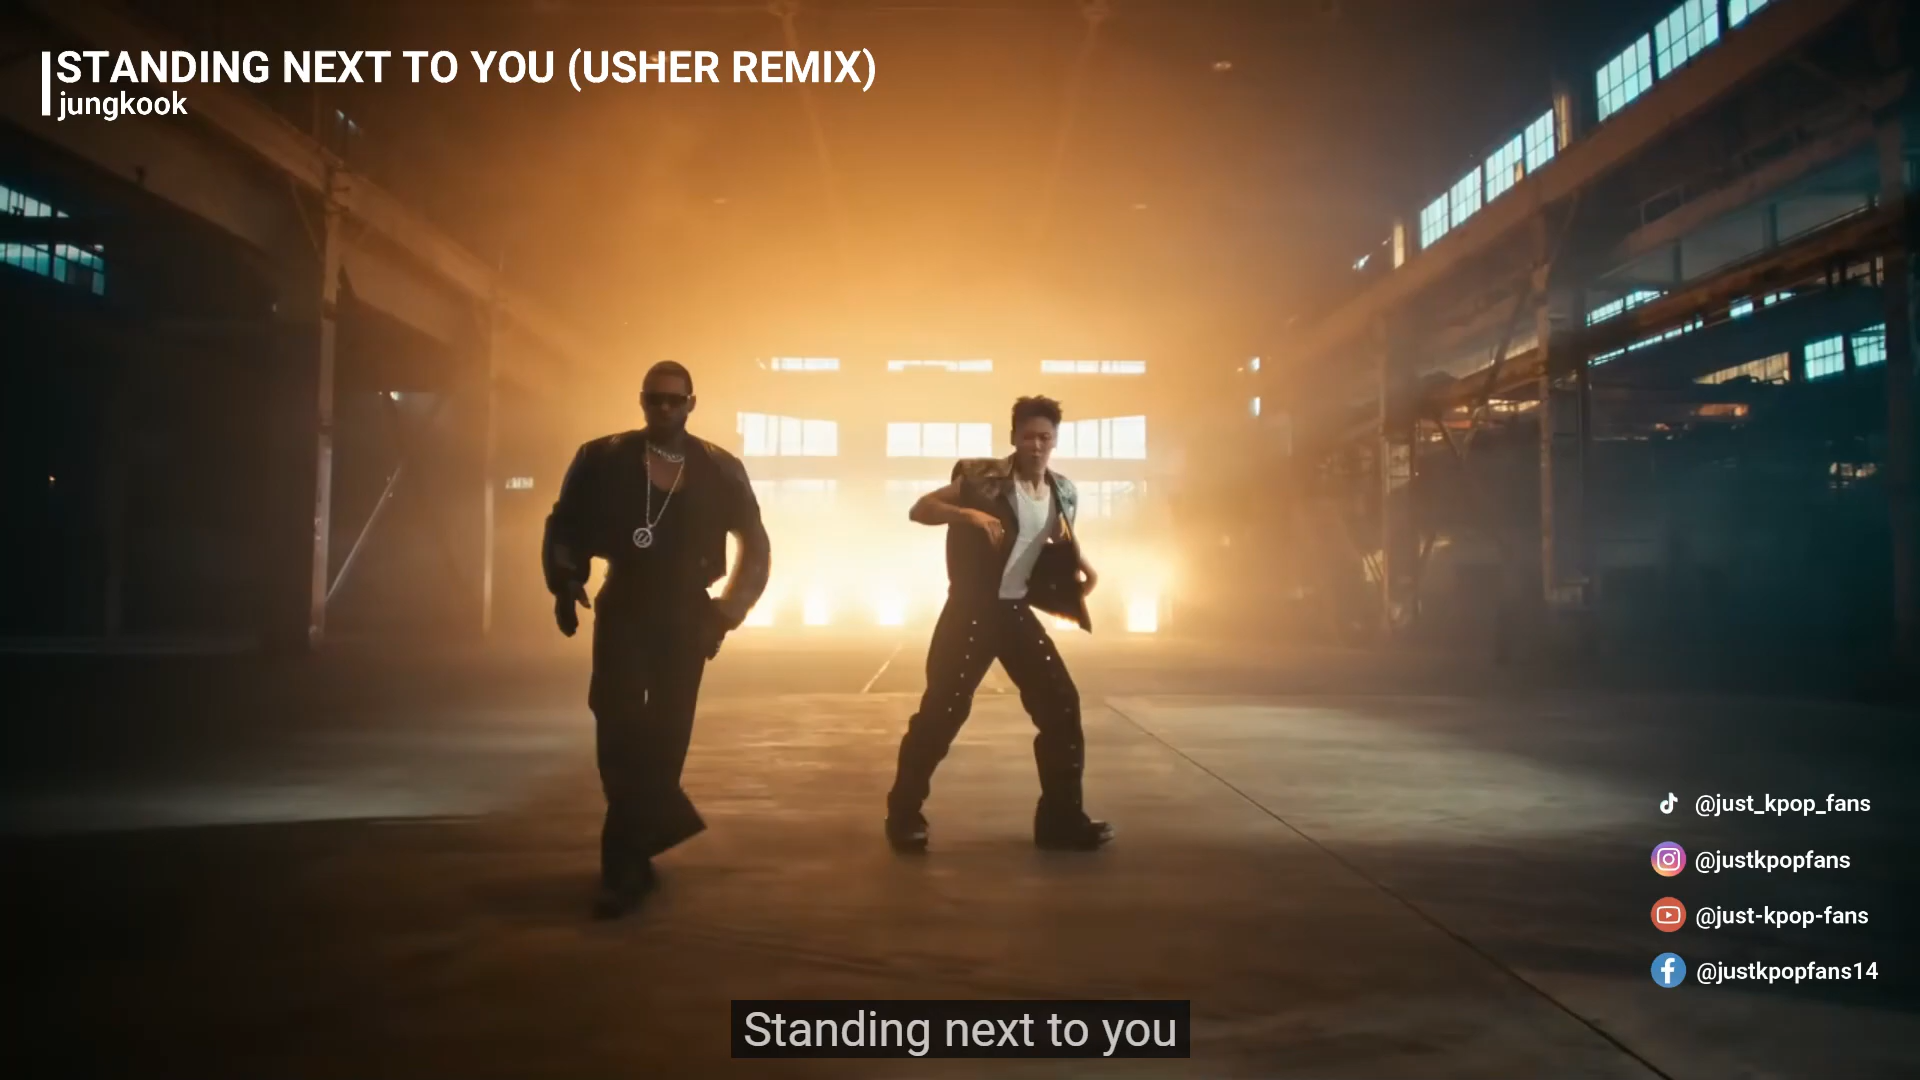 STANDING NEXT TO YOU (USHER REMIX)
jungkook
@just_kpop_fans
@justkpopfans
@just-kpop-fans
@justkpopfans14
Standing next to you